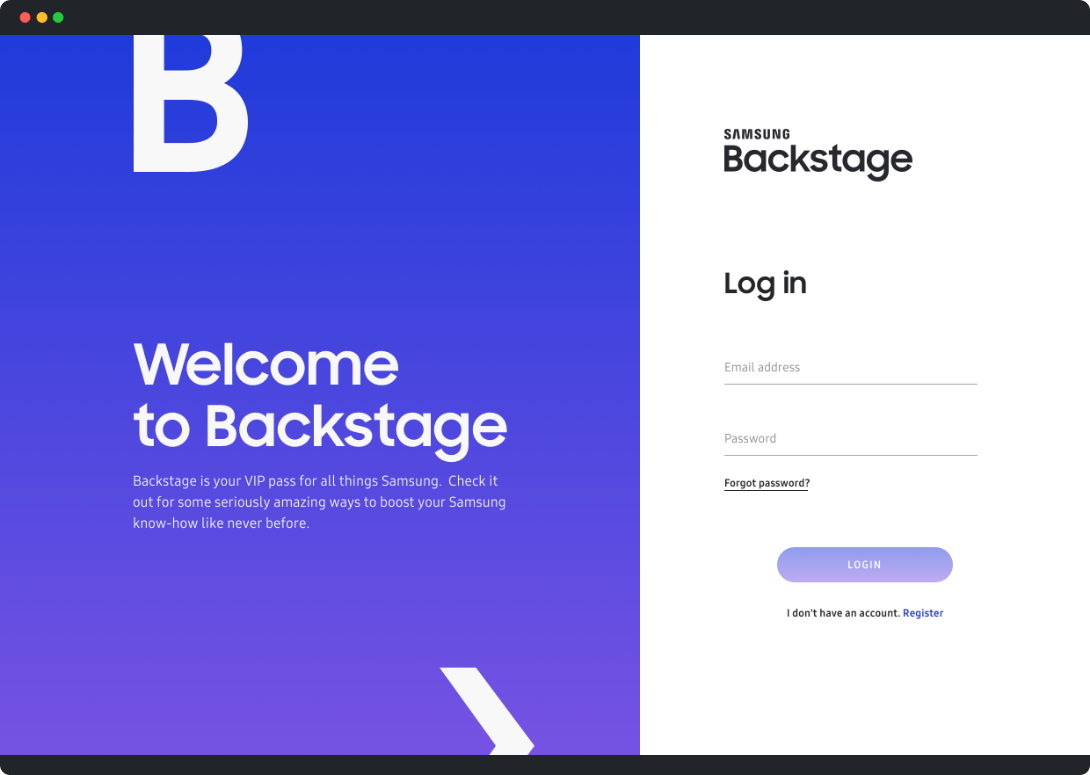 B
Welcome
to Backstage
Backstage is your VIP pass for all things Samsung.  Check it
out for some seriously amazing ways to boost your Samsung
know-how like never before.
SAMSUNG
Backstage
Log in
Email address
Password
Forgot password?
LOGIN
I don't have an account. Register